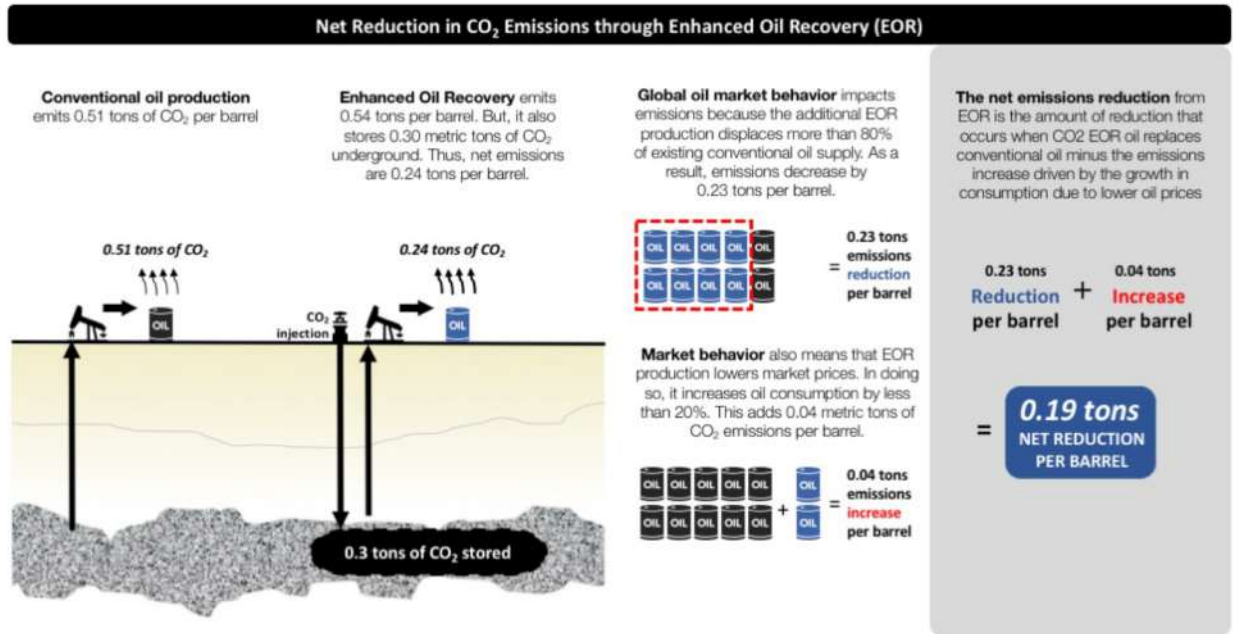 Net Reduction in CO₂ Emissions through Enhanced Oil Recovery (EOR)
Conventional oil production
emits 0.51 tons of CO₂ per barrel
Enhanced Oil Recovery emits
0.54 tons per barrel. But, it also
stores 0.30 metric tons of CO₂
underground. Thus, net emissions
are 0.24 tons per barrel.
0.51 tons of CO₂
OIL
0.24 tons of CO₂
CO₂
injection
OIL
0.3 tons of CO₂ stored
Global oil market behavior impacts
emissions because the additional EOR
production displaces more than 80%
of existing conventional oil supply. As a
result, emissions decrease by
0.23 tons per barrel.
OIL OIL OIL OIL OIL
OIL OIL OIL OIL OIL
=
0.23 tons
emissions
reduction
per barrel
Market behavior also means that EOR
production lowers market prices. In doing
so, it increases oil consumption by less
than 20%. This adds 0.04 metric tons of
CO₂ emissions per barrel.
OIL OIL OIL OIL OIL
OIL OIL OIL OIL OIL
+
OIL
OIL
=
0.04 tons
emissions
increase
per barrel
The net emissions reduction from
EOR is the amount of reduction that
occurs when CO2 EOR oil replaces
conventional oil minus the emissions
increase driven by the growth in
consumption due to lower oil prices
0.23 tons
Reduction
per barrel
+
0.04 tons
Increase
per barrel
=
0.19 tons
NET REDUCTION
PER BARREL